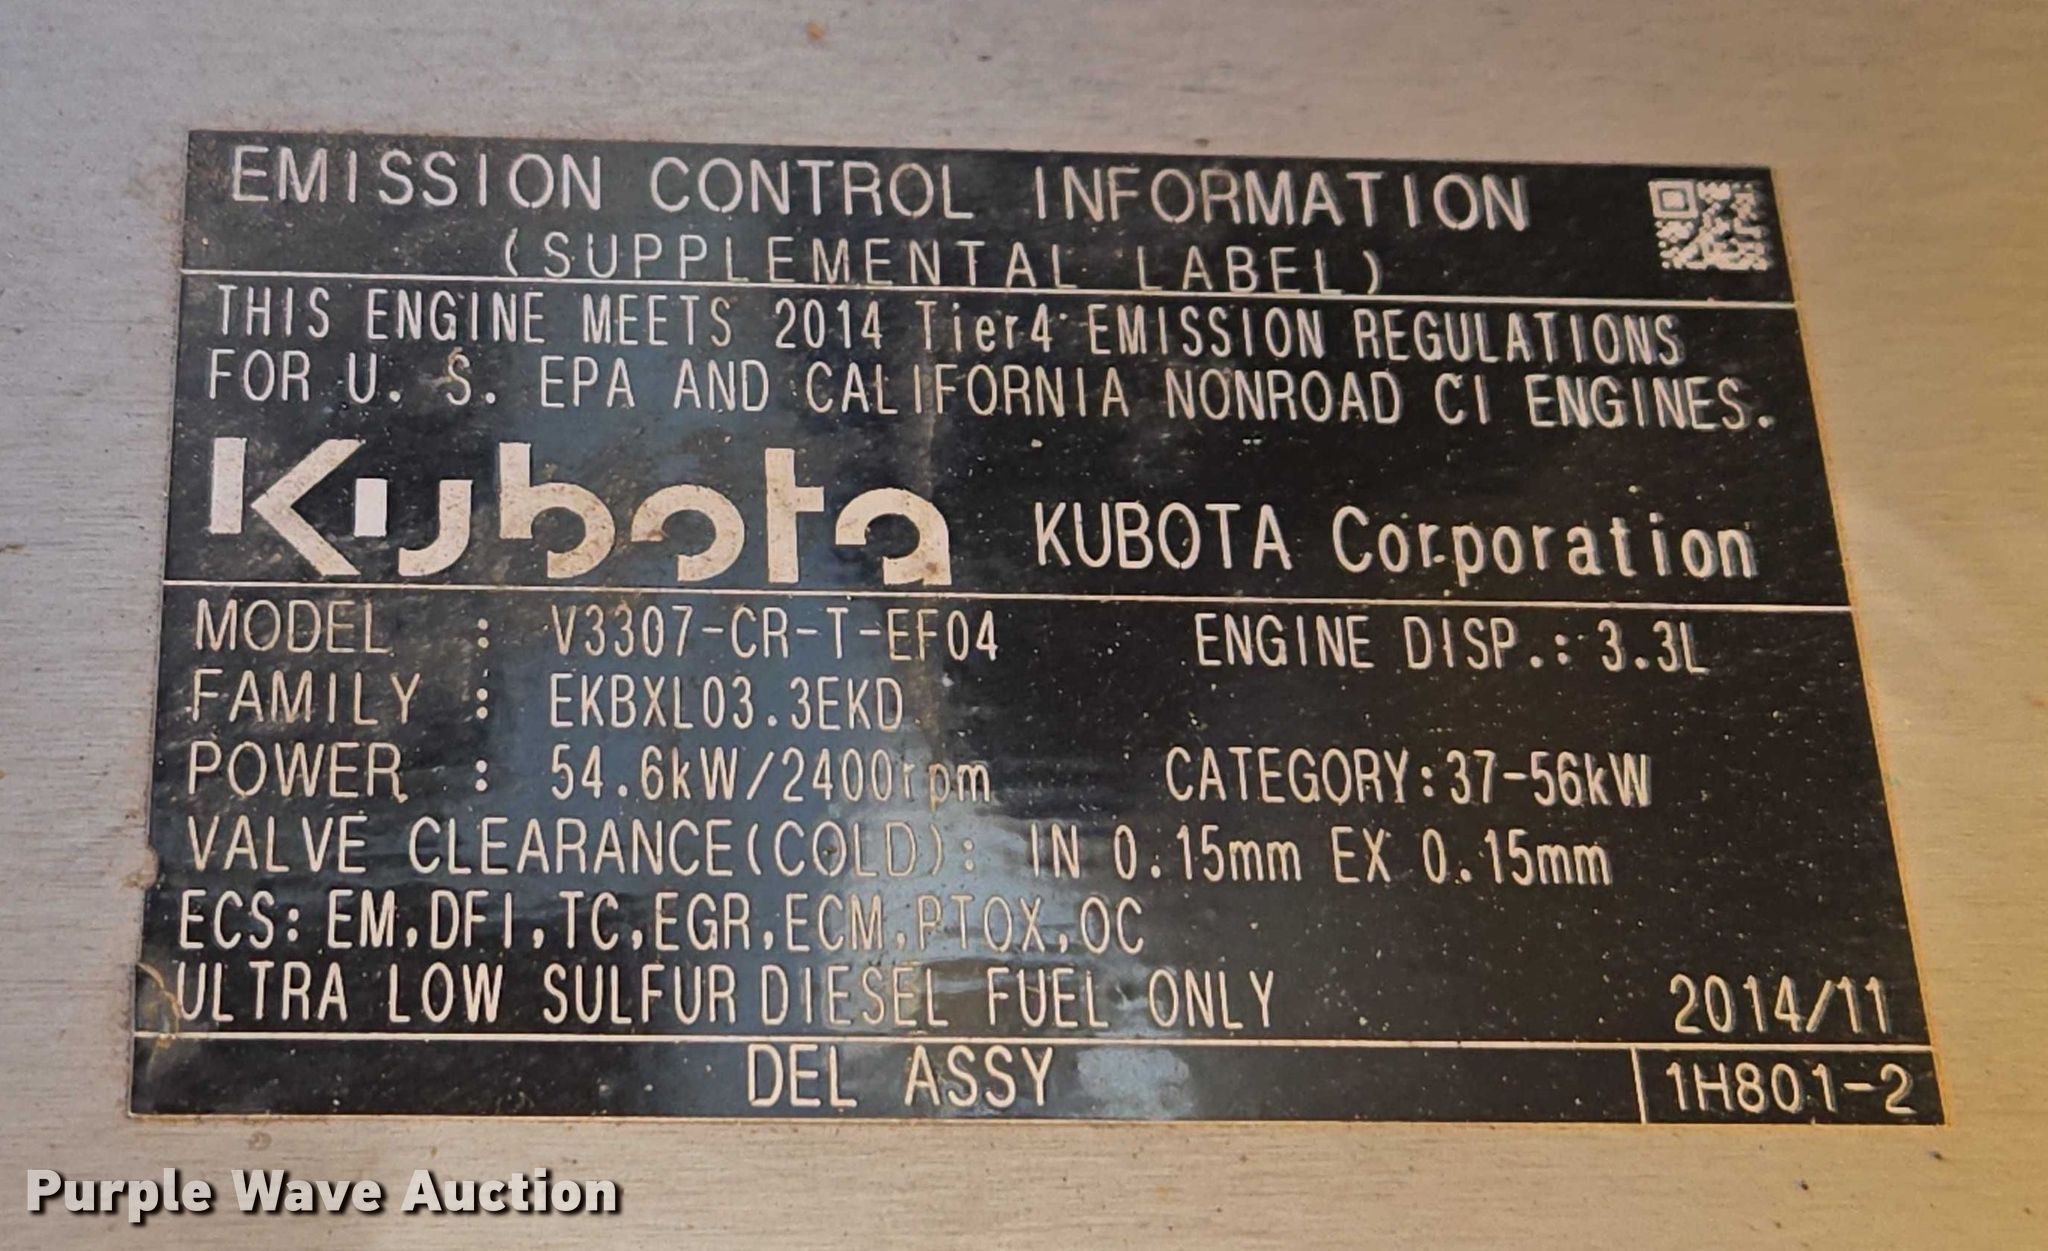 EMISSION CONTROL INFORMATION
(SUPPLEMENTAL LABEL)
THIS ENGINE MEETS 2014 Tier4 EMISSION REGULATIONS
FOR U. S. EPA AND CALIFORNIA NONROAD CI ENGINES.
Kubota KUBOTA Corporation
MODEL : V3307-CR-T-EF04 ENGINE DISP.: 3.3L
FAMILY : EKBXL03.3EKD
POWER : 54.6kW/2400rpm CATEGORY:37-56kW
VALVE CLEARANCE(COLD): IN 0.15mm EX 0.15mm
ECS: EM,DFI,TC,EGR,ECM,PTOX,OC
ULTRA LOW SULFUR DIESEL FUEL ONLY 2014/11
DEL ASSY 1H801-2
Purple Wave Auction